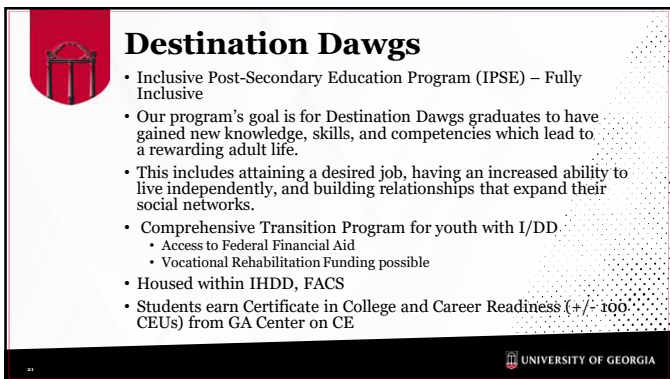 Destination Dawgs
• Inclusive Post-Secondary Education Program (IPSE) – Fully
Inclusive
• Our program's goal is for Destination Dawgs graduates to have
gained new knowledge, skills, and competencies which lead to
a rewarding adult life.
• This includes attaining a desired job, having an increased ability to
live independently, and building relationships that expand their
social networks.
• Comprehensive Transition Program for youth with I/DD
• Access to Federal Financial Aid
• Vocational Rehabilitation Funding possible
• Housed within IHDD, FACS
• Students earn Certificate in College and Career Readiness (+/- 100
CEUs) from GA Center on CE
21
UNIVERSITY OF GEORGIA